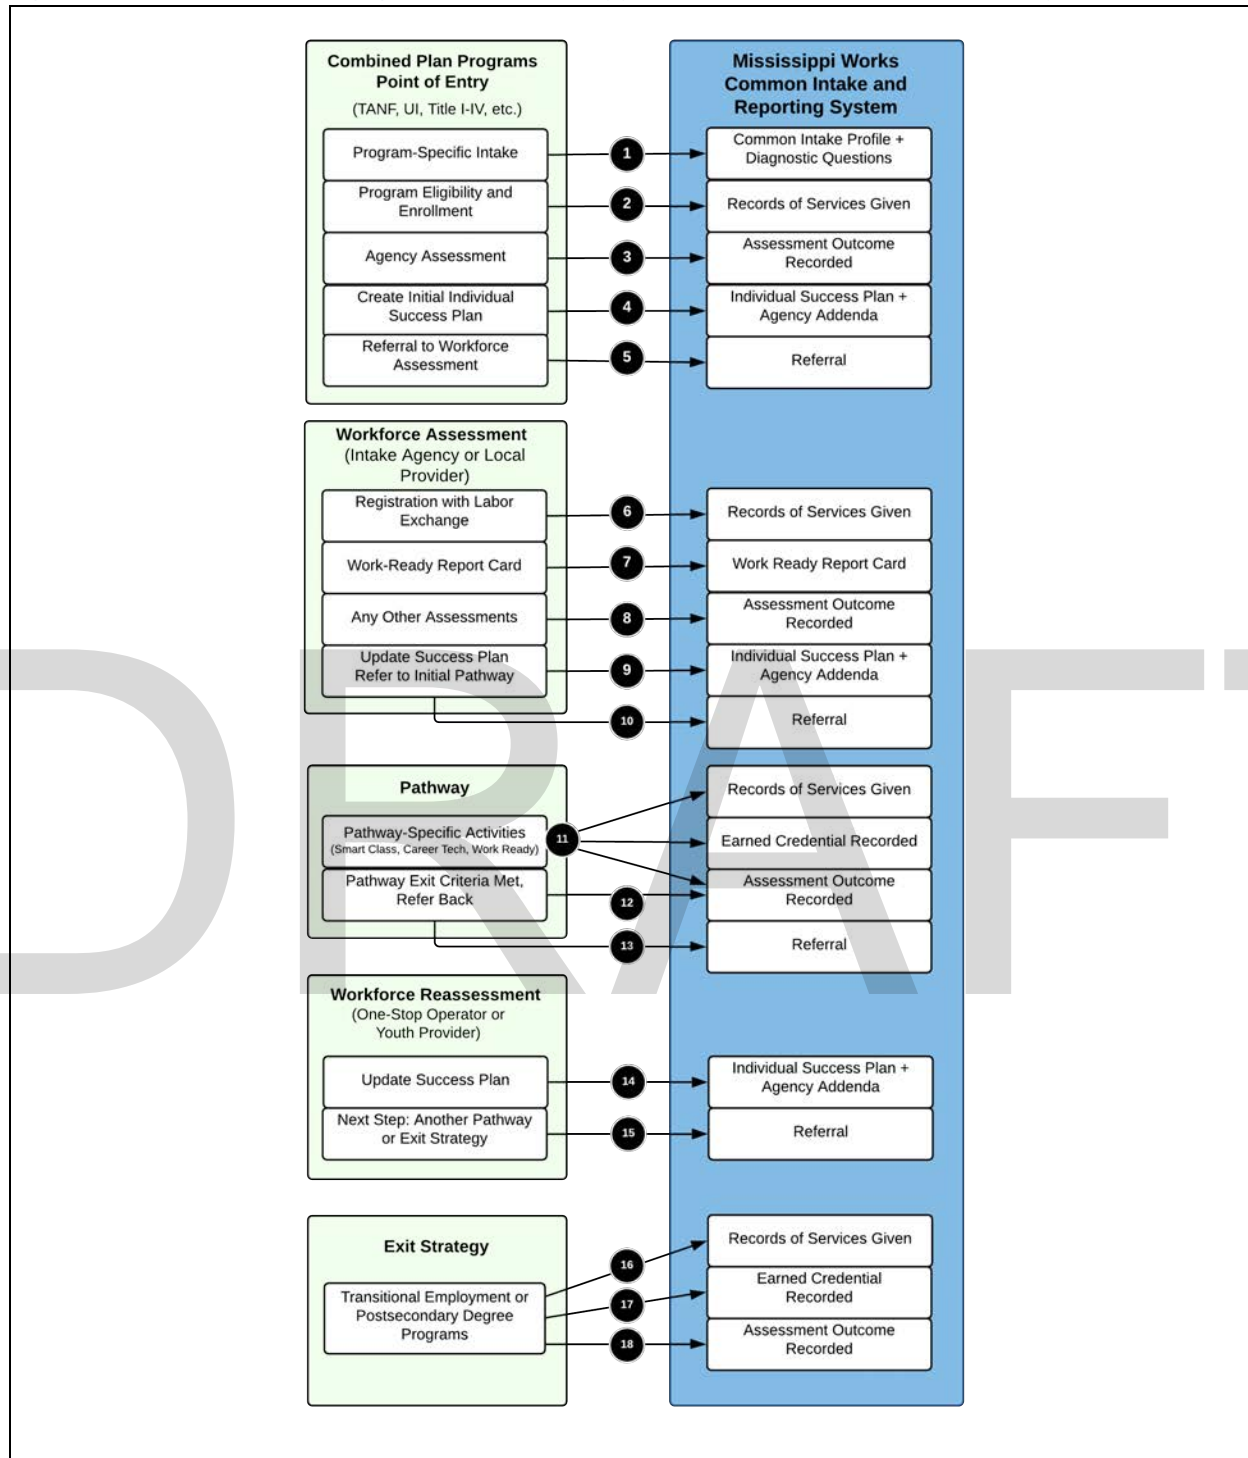 Combined Plan Programs
Point of Entry
(TANF, UI, Title I-IV, etc.)
Program-Specific Intake
Program Eligibility and
Enrollment
Agency Assessment
Create Initial Individual
Success Plan
Referral to Workforce
Assessment
1
2
3
4
5
Mississippi Works
Common Intake and
Reporting System
Common Intake Profile +
Diagnostic Questions
Records of Services Given
Assessment Outcome
Recorded
Individual Success Plan +
Agency Addenda
Referral
Workforce Assessment
(Intake Agency or Local
Provider)
Registration with Labor
Exchange
Work-Ready Report Card
Any Other Assessments
Update Success Plan
Refer to Initial Pathway
6
7
8
9
10
Records of Services Given
Work Ready Report Card
Assessment Outcome
Recorded
Individual Success Plan +
Agency Addenda
Referral
Pathway
Pathway-Specific Activities
(Smart Class, Career Tech, Work Ready)
Pathway Exit Criteria Met,
Refer Back
11
12
13
Records of Services Given
Earned Credential Recorded
Assessment Outcome
Recorded
Referral
Workforce Reassessment
(One-Stop Operator or
Youth Provider)
Update Success Plan
Next Step: Another Pathway
or Exit Strategy
14
15
Individual Success Plan +
Agency Addenda
Referral
Exit Strategy
Transitional Employment or
Postsecondary Degree
Programs
16
17
18
Records of Services Given
Earned Credential
Recorded
Assessment Outcome
Recorded
DRAFT